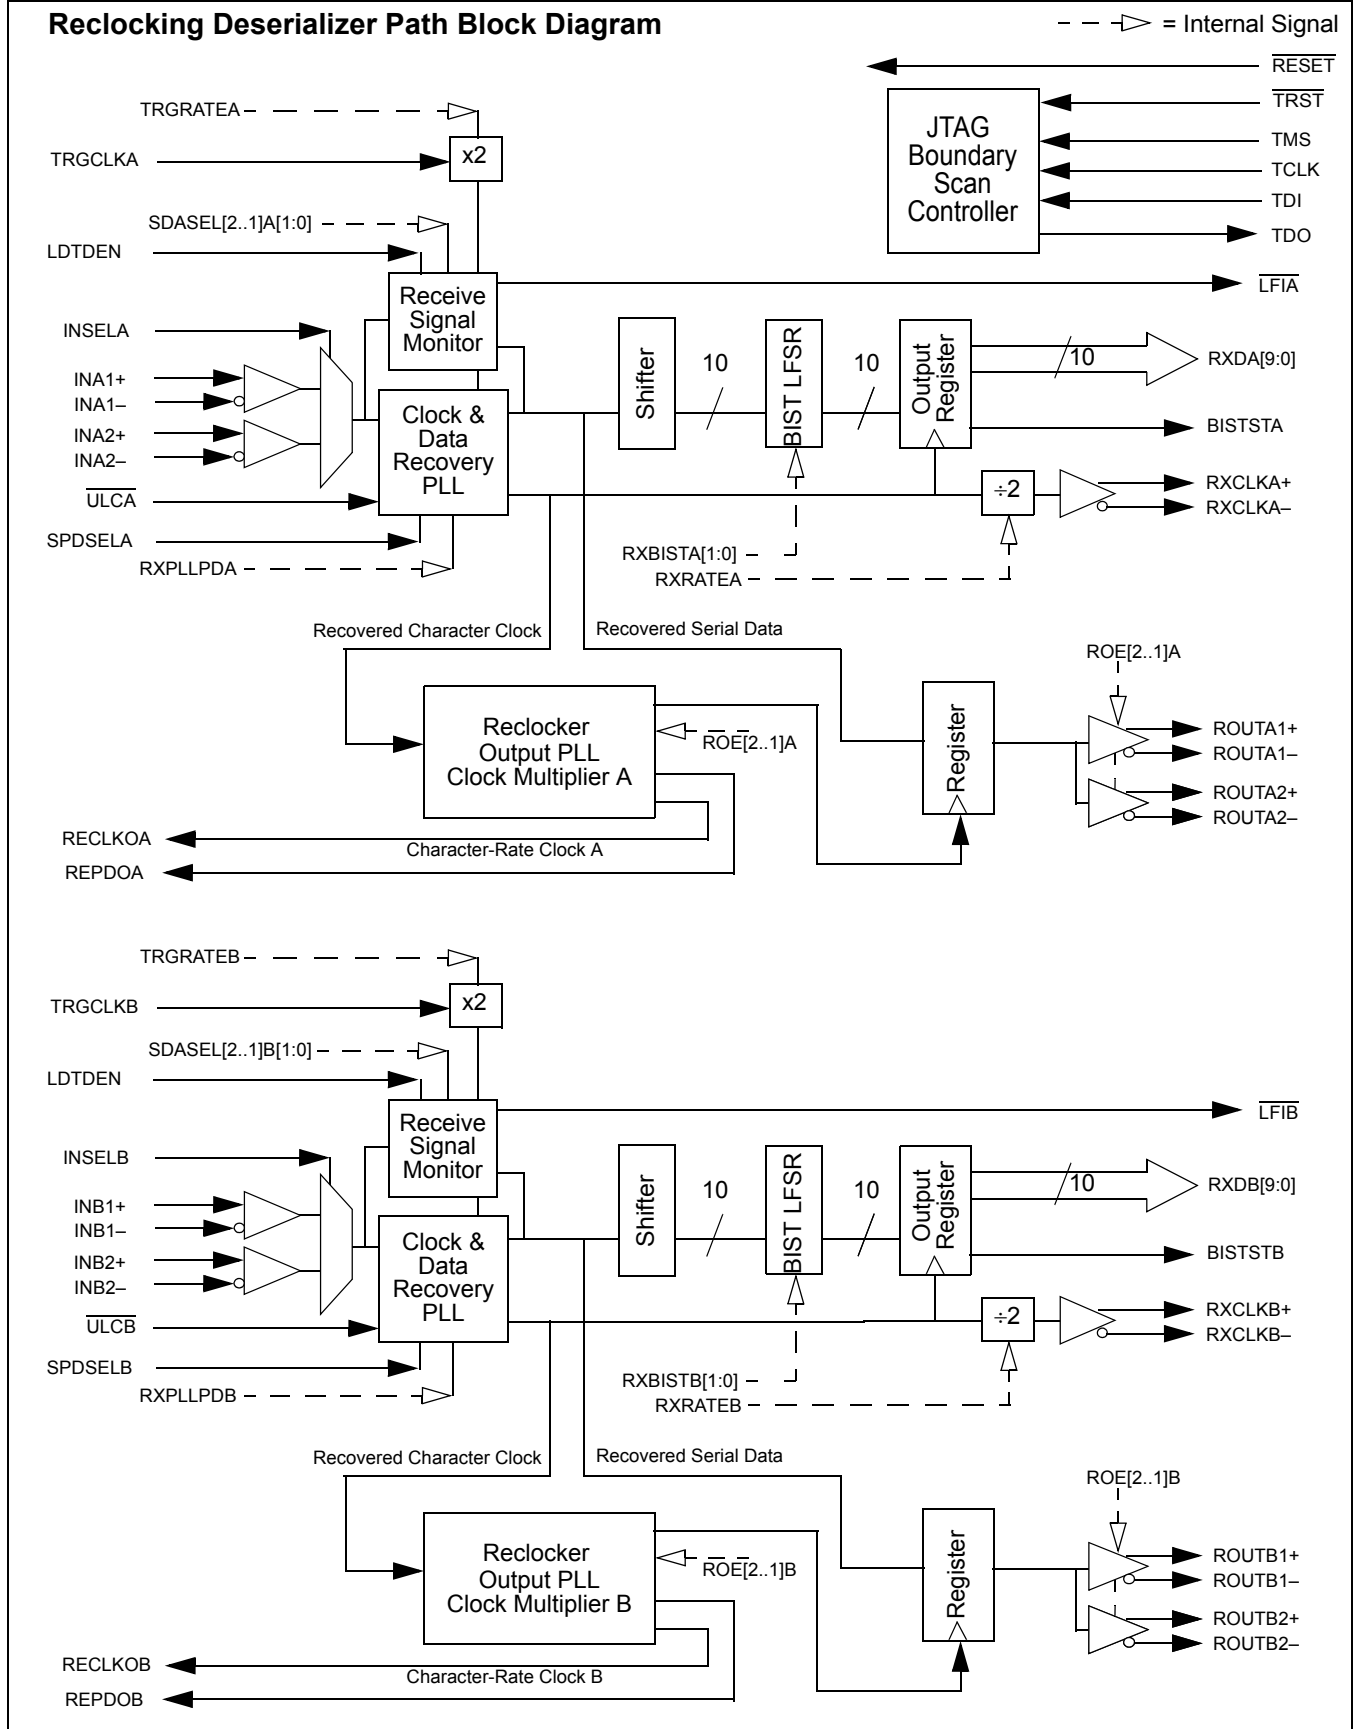 Reclocking Deserializer Path Block Diagram
= Internal Signal
RESET
TRST
TMS
TCLK
TDI
TDO
JTAG
Boundary
Scan
Controller
TRGRATEA
TRGCLKA
x2
SDASEL[2..1]A[1:0]
LDTDEN
LFIA
Receive
Signal
Monitor
INSELA
INA1+
INA1–
INA2+
INA2–
ULCA
SPDSELA
RXPLLPDA
Clock &
Data
Recovery
PLL
Shifter
10
BIST LFSR
10
Output
Register
10
RXDA[9:0]
BISTSTA
÷2
RXCLKA+
RXCLKA–
RXBISTA[1:0]
RXRATEA
Recovered Character Clock
Recovered Serial Data
Reclocker
Output PLL
Clock Multiplier A
ROE[2..1]A
Register
ROE[2..1]A
ROUTA1+
ROUTA1–
ROUTA2+
ROUTA2–
RECLKOA
Character-Rate Clock A
REPDOA
TRGRATEB
TRGCLKB
x2
SDASEL[2..1]B[1:0]
LDTDEN
LFIB
Receive
Signal
Monitor
INSELB
INB1+
INB1–
INB2+
INB2–
ULCB
SPDSELB
RXPLLPDB
Clock &
Data
Recovery
PLL
Shifter
10
BIST LFSR
10
Output
Register
10
RXDB[9:0]
BISTSTB
÷2
RXCLKB+
RXCLKB–
RXBISTB[1:0]
RXRATEB
Recovered Character Clock
Recovered Serial Data
Reclocker
Output PLL
Clock Multiplier B
ROE[2..1]B
Register
ROE[2..1]B
ROUTB1+
ROUTB1–
ROUTB2+
ROUTB2–
RECLKOB
Character-Rate Clock B
REPDOB